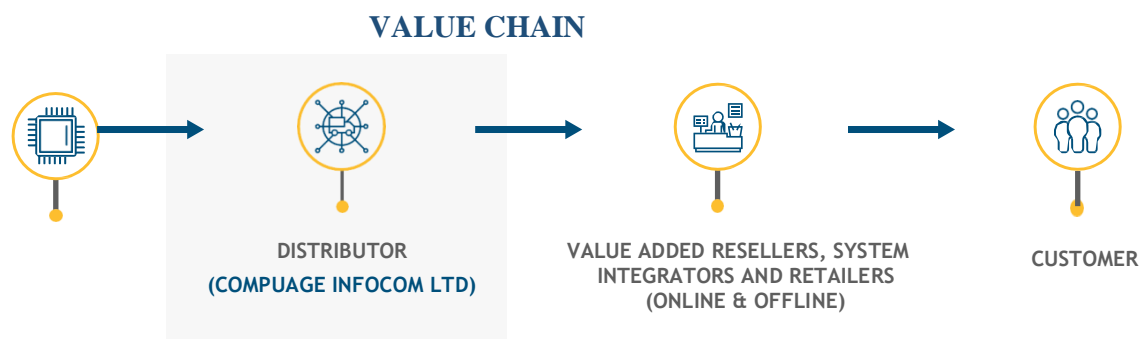 VALUE CHAIN
DISTRIBUTOR
(COMPUAGE INFOCOM LTD)
VALUE ADDED RESELLERS, SYSTEM
INTEGRATORS AND RETAILERS
(ONLINE & OFFLINE)
CUSTOMER